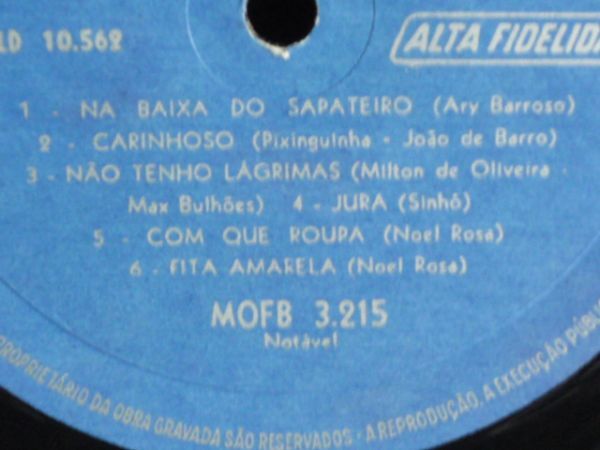 LD 10.562
ALTA FIDELIDA
1 - NA BAIXA DO SAPATEIRO (Ary Barroso)
2 - CARINHOSO (Pixinguinha - João de Barro)
3 - NÃO TENHO LÁGRIMAS (Milton de Oliveira -
Max Bulhões) 4 - JURA (Sinhô)
5 - COM QUE ROUPA (Noel Rosa)
6 - FITA AMARELA (Noel Rosa)
MOFB 3.215
Notável
PROPRIETÁRIO DA OBRA GRAVADA SÃO RESERVADOS - A REPRODUÇÃO, A EXECUÇÃO PÚBLIC